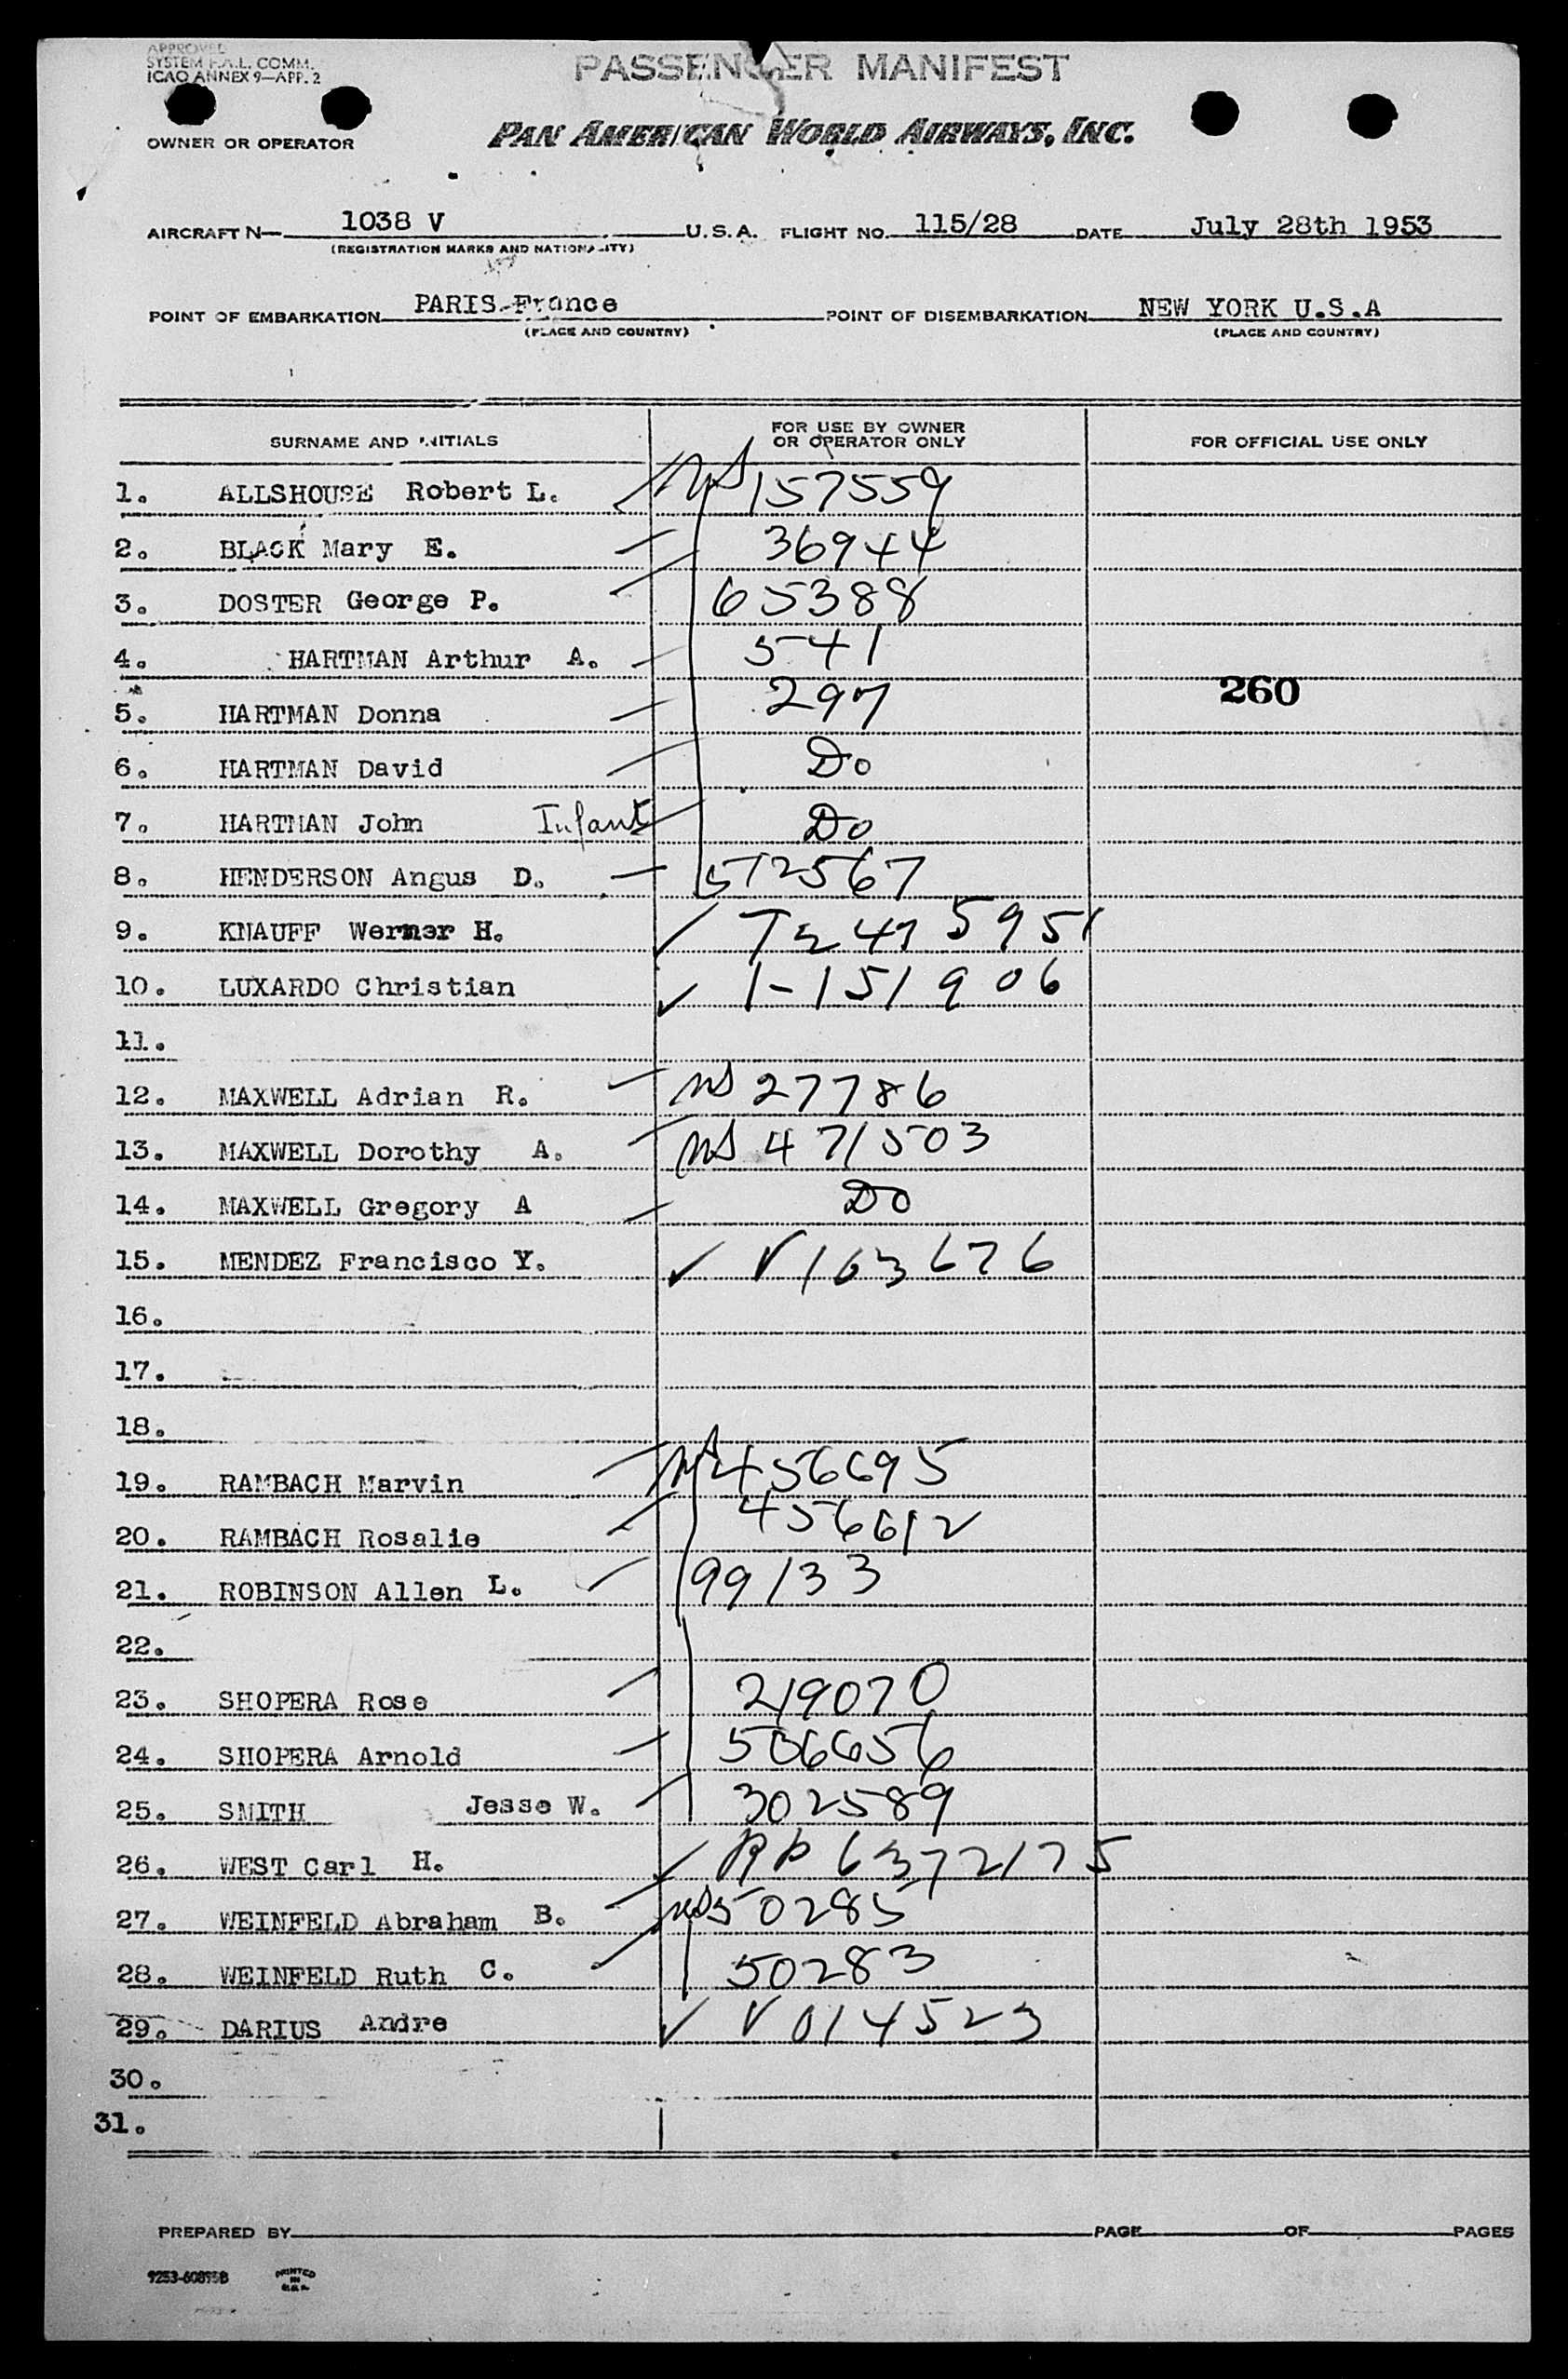 APPROVED
SYSTEM F.A.L. COMM.
ICAO ANNEX 9—APP. 2
PASSENGER MANIFEST
OWNER OR OPERATOR PAN AMERICAN WORLD AIRWAYS, INC.
AIRCRAFT N— 1038 V U.S.A. FLIGHT NO. 115/28 DATE July 28th 1953
(REGISTRATION MARKS AND NATIONALITY)
POINT OF EMBARKATION PARIS-France POINT OF DISEMBARKATION NEW YORK U.S.A
(PLACE AND COUNTRY) (PLACE AND COUNTRY)
SURNAME AND INITIALS FOR USE BY OWNER OR OPERATOR ONLY FOR OFFICIAL USE ONLY
1. ALLSHOUSE Robert L. 157559
2. BLACK Mary E. 36944
3. DOSTER George P. 65388
4. HARTMAN Arthur A. 541
5. HARTMAN Donna 297 260
6. HARTMAN David Do
7. HARTMAN John Infant Do
8. HENDERSON Angus D. 572567
9. KNAUFF Werner H.
10. LUXARDO Christian 1-151906
11.
12. MAXWELL Adrian R. 27786
13. MAXWELL Dorothy A. 471503
14. MAXWELL Gregory A Do
15. MENDEZ Francisco Y. V163676
16.
17.
18.
19. RAMBACH Marvin 456695
20. RAMBACH Rosalie 456612
21. ROBINSON Allen L. 99133
22.
23. SHOPERA Rose 219070
24. SHOPERA Arnold 536656
25. SMITH Jesse W. 302589
26. WEST Carl H. 6372175
27. WEINFELD Abraham B. 50285
28. WEINFELD Ruth C. 50283
29. DARIUS Andre V014523
30.
31.
PREPARED BY PAGE OF PAGES
PRINTED
IN
U.S.A.